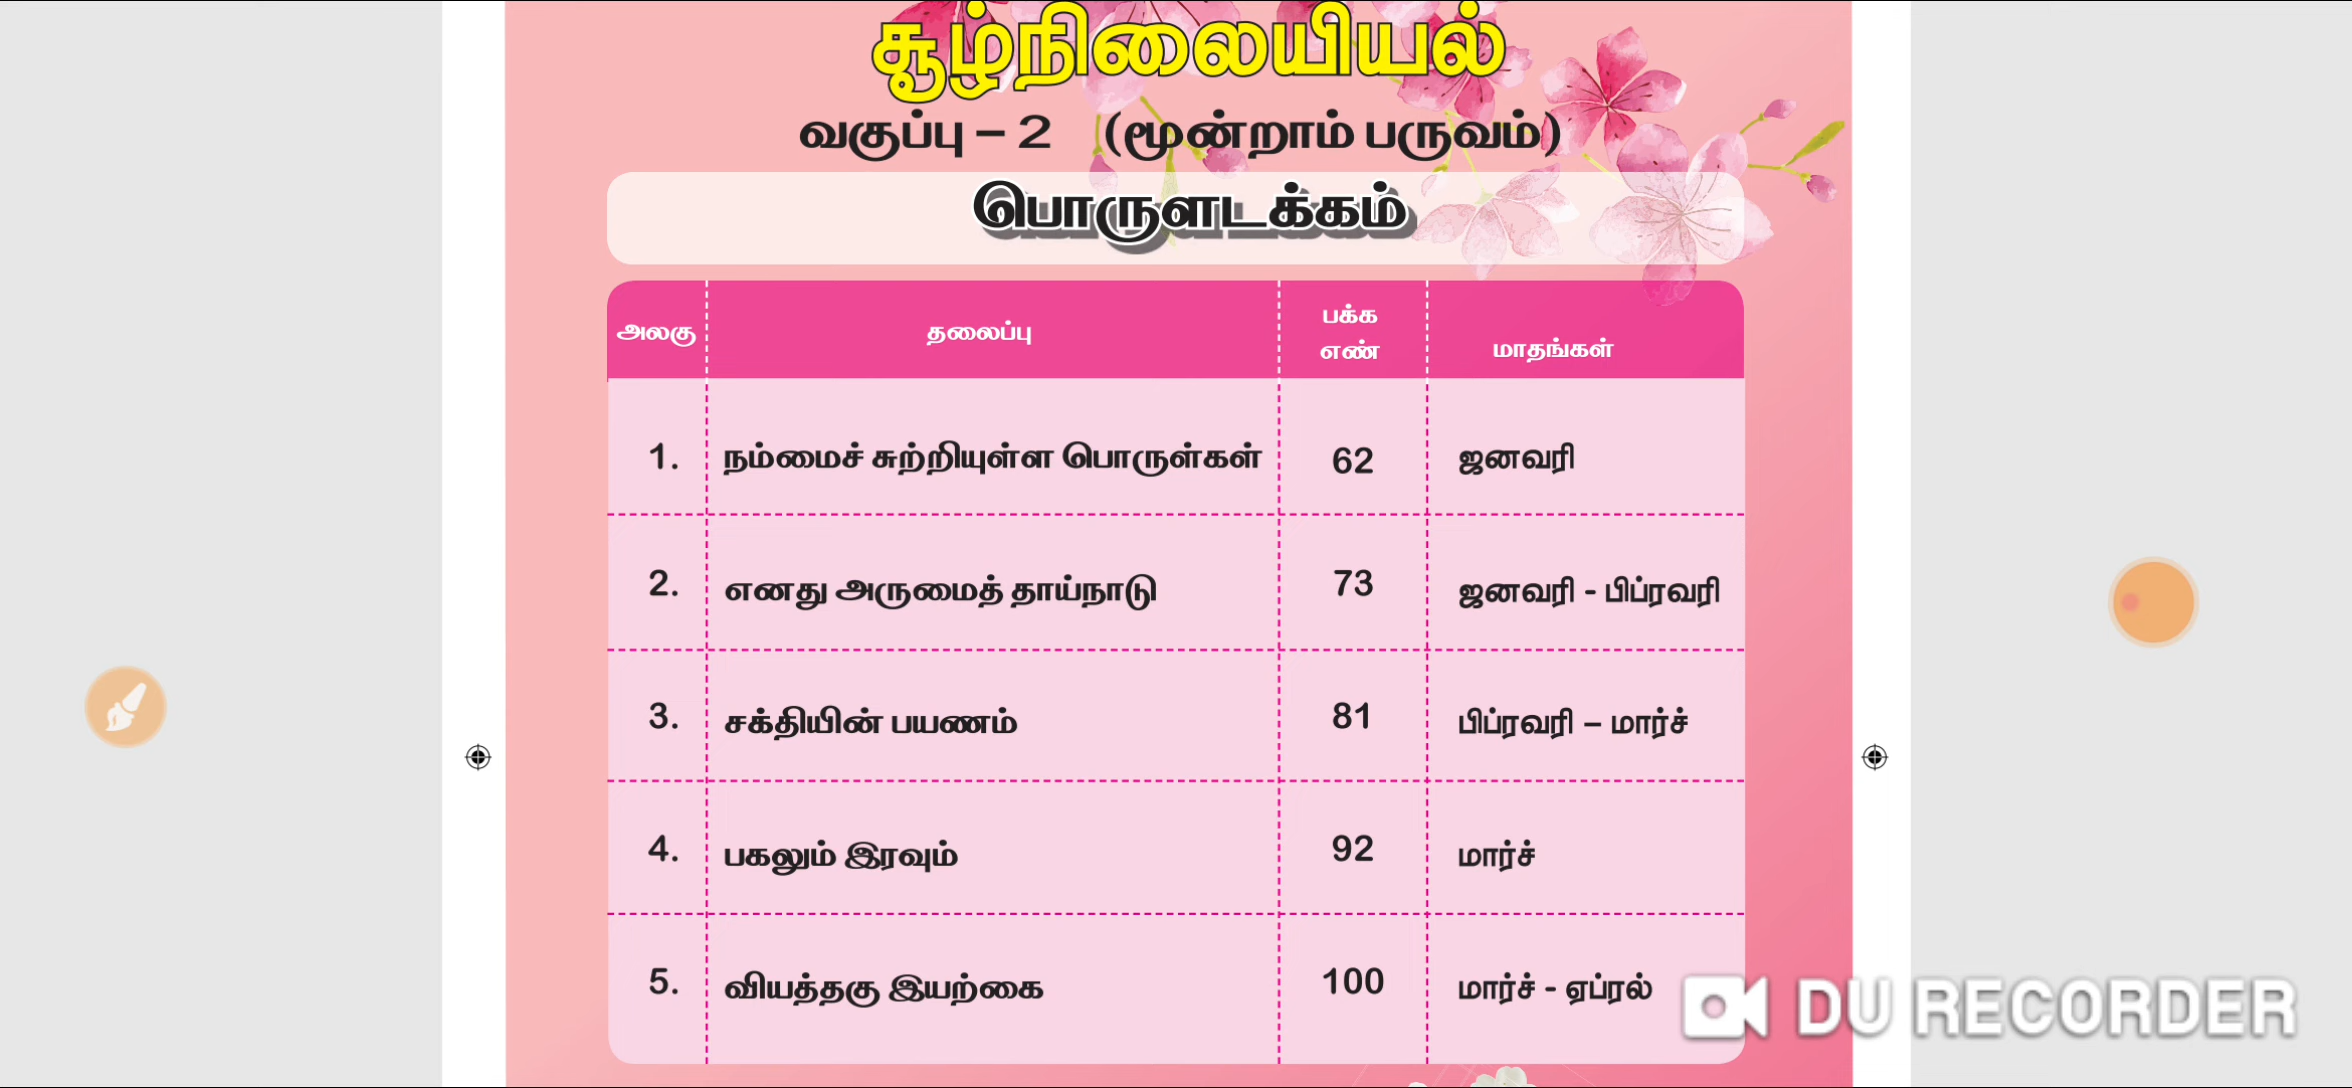 சூழ்நிலையியல்
வகுப்பு – 2 (மூன்றாம் பருவம்)
பொருளடக்கம்
அலகு தலைப்பு பக்க எண் மாதங்கள்
1. நம்மைச் சுற்றியுள்ள பொருள்கள் 62 ஜனவரி
2. எனது அருமைத் தாய்நாடு 73 ஜனவரி - பிப்ரவரி
3. சக்தியின் பயணம் 81 பிப்ரவரி – மார்ச்
4. பகலும் இரவும் 92 மார்ச்
5. வியத்தகு இயற்கை 100 மார்ச் - ஏப்ரல்
DU RECORDER